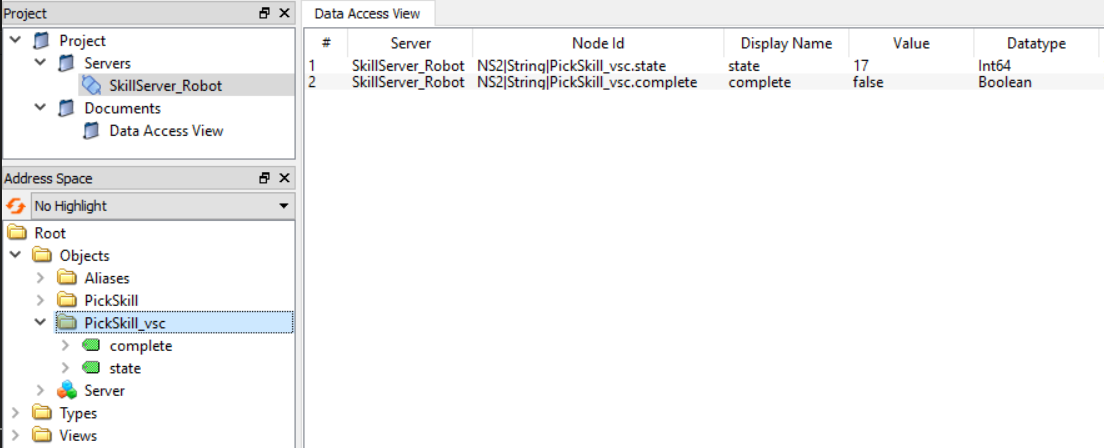 Project
Project
Servers
SkillServer_Robot
Documents
Data Access View
Address Space
No Highlight
Root
Objects
Aliases
PickSkill
PickSkill_vsc
complete
state
Server
Types
Views
Data Access View
# Server Node Id Display Name Value Datatype
1 SkillServer_Robot NS2|String|PickSkill_vsc.state state 17 Int64
2 SkillServer_Robot NS2|String|PickSkill_vsc.complete complete false Boolean